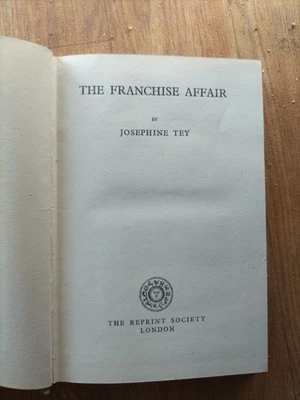 THE FRANCHISE AFFAIR
BY
JOSEPHINE TEY
THE REPRINT SOCIETY
LONDON